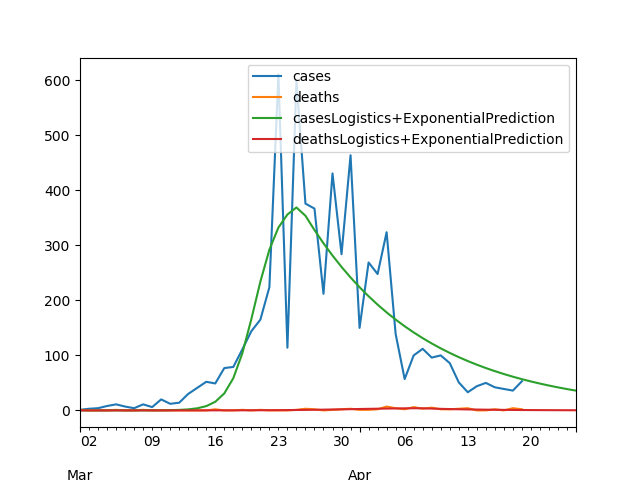 600
500
400
300
200
100
0
cases
deaths
casesLogistics+ExponentialPrediction
deathsLogistics+ExponentialPrediction
02 09 16 23 30 06 13 20
Mar Apr